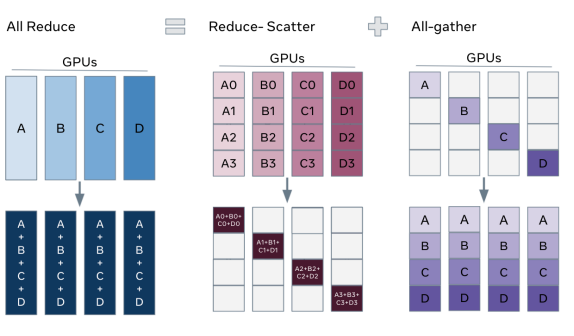 All Reduce
Reduce- Scatter
All-gather
GPUs
GPUs
GPUs
A B C D
A0 B0 C0 D0
A1 B1 C1 D1
A2 B2 C2 D2
A3 B3 C3 D3
A
B
C
D
A A A A
+ + + +
B B B B
+ + + +
C C C C
+ + + +
D D D D
A0+B0+
C0+D0
A1+B1+
C1+D1
A2+B2+
C2+D2
A3+B3+
C3+D3
A A A A
B B B B
C C C C
D D D D